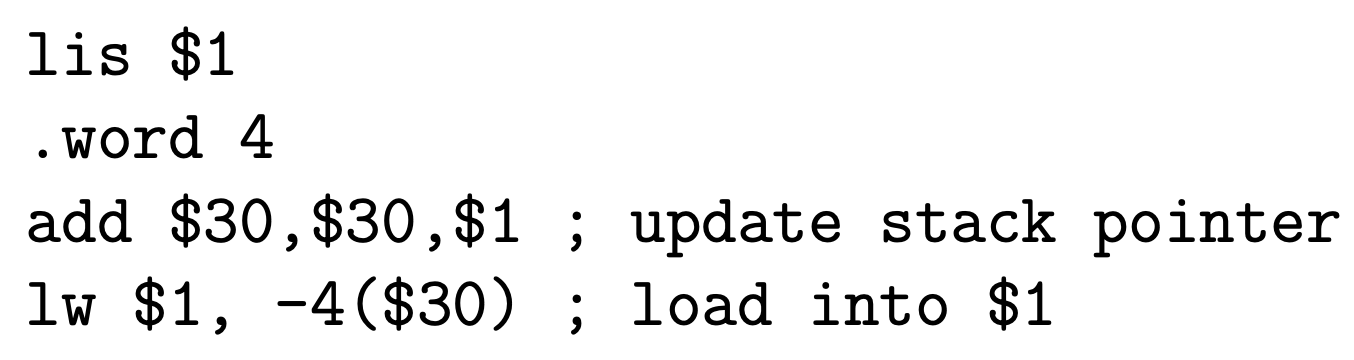 lis $1
.word 4
add $30,$30,$1 ; update stack pointer
lw $1, -4($30) ; load into $1